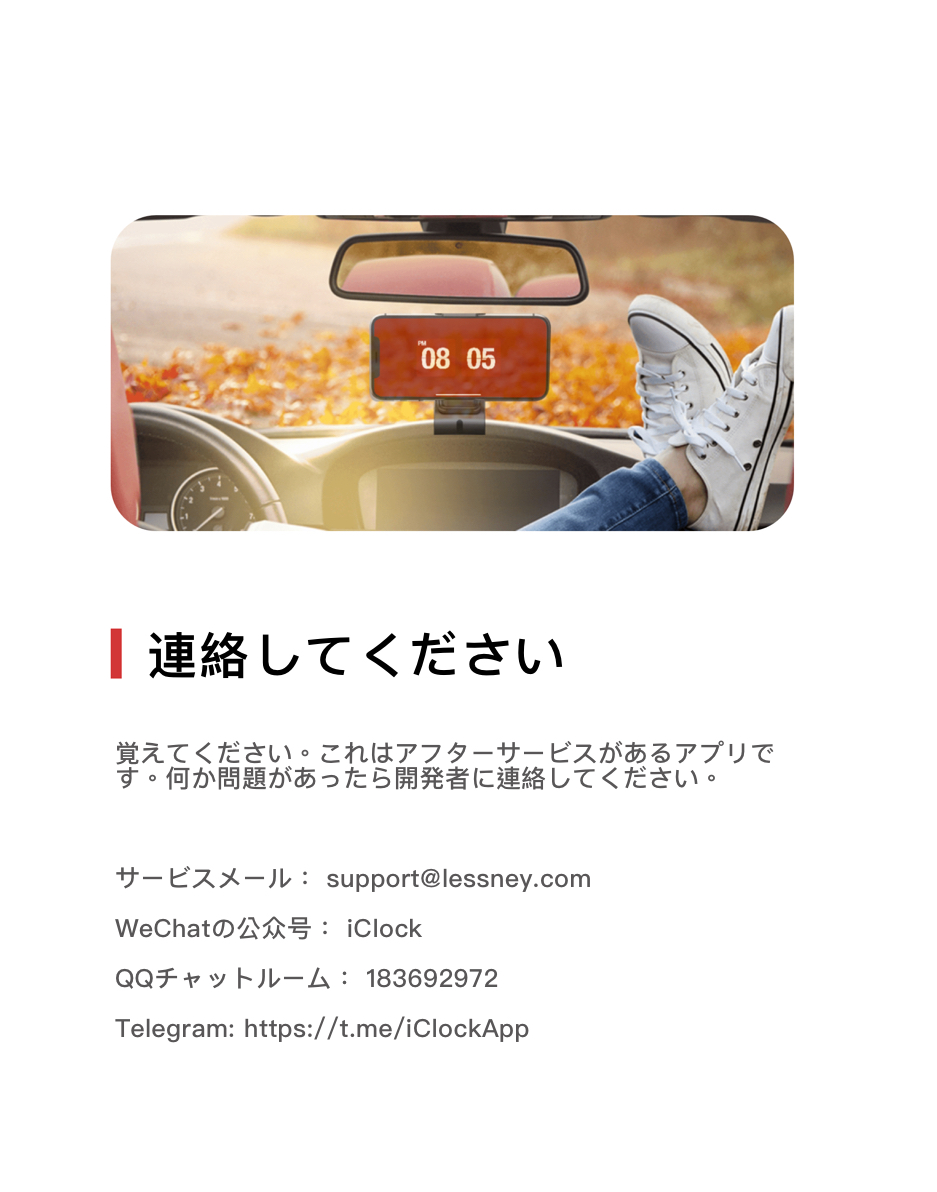 PM
08 05
連絡してください
覚えてください。これはアフターサービスがあるアプリで
す。何か問題があったら開発者に連絡してください。
サービスメール： support@lessney.com
WeChatの公众号： iClock
QQチャットルーム： 183692972
Telegram: https://t.me/iClockApp